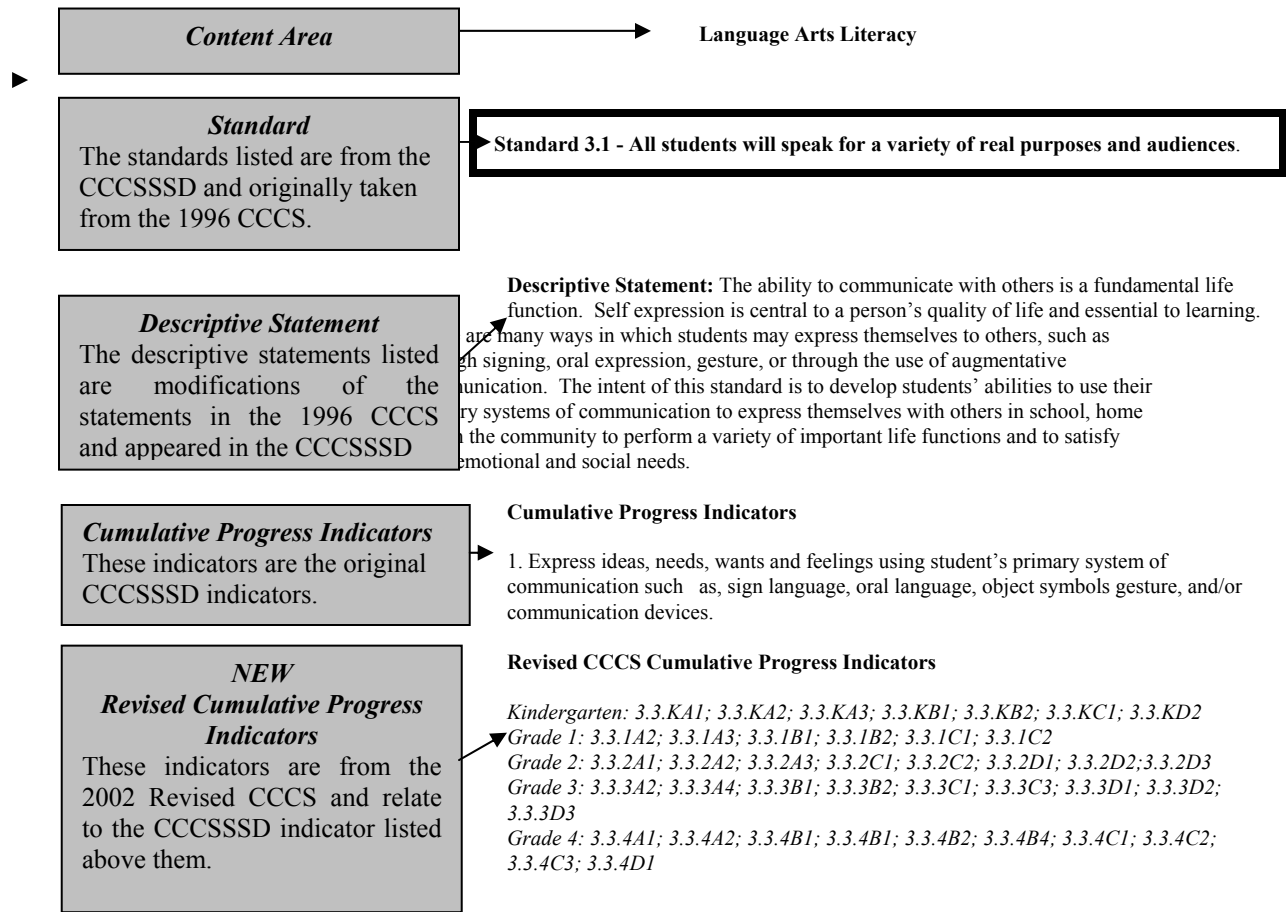 Content Area
Language Arts Literacy
Standard
The standards listed are from the
CCCSSSD and originally taken
from the 1996 CCCS.
Standard 3.1 - All students will speak for a variety of real purposes and audiences.
Descriptive Statement
The descriptive statements listed
are modifications of the
statements in the 1996 CCCS
and appeared in the CCCSSSD
Descriptive Statement: The ability to communicate with others is a fundamental life
function. Self expression is central to a person's quality of life and essential to learning.
are many ways in which students may express themselves to others, such as
signing, oral expression, gesture, or through the use of augmentative
The intent of this standard is to develop students' abilities to use their
systems of communication to express themselves with others in school, home
the community to perform a variety of important life functions and to satisfy
emotional and social needs.
Cumulative Progress Indicators
These indicators are the original
CCCSSSD indicators.
Cumulative Progress Indicators
1. Express ideas, needs, wants and feelings using student's primary system of
communication such as, sign language, oral language, object symbols gesture, and/or
communication devices.
NEW
Revised Cumulative Progress
Indicators
These indicators are from the
2002 Revised CCCS and relate
to the CCCSSSD indicator listed
above them.
Revised CCCS Cumulative Progress Indicators
Kindergarten: 3.3.KA1; 3.3.KA2; 3.3.KA3; 3.3.KB1; 3.3.KB2; 3.3.KC1; 3.3.KD2
Grade 1: 3.3.1A2; 3.3.1A3; 3.3.1B1; 3.3.1B2; 3.3.1C1; 3.3.1C2
Grade 2: 3.3.2A1; 3.3.2A2; 3.3.2A3; 3.3.2C1; 3.3.2C2; 3.3.2D1; 3.3.2D2;3.3.2D3
Grade 3: 3.3.3A2; 3.3.3A4; 3.3.3B1; 3.3.3B2; 3.3.3C1; 3.3.3C3; 3.3.3D1; 3.3.3D2;
3.3.3D3
Grade 4: 3.3.4A1; 3.3.4A2; 3.3.4B1; 3.3.4B1; 3.3.4B2; 3.3.4B4; 3.3.4C1; 3.3.4C2;
3.3.4C3; 3.3.4D1